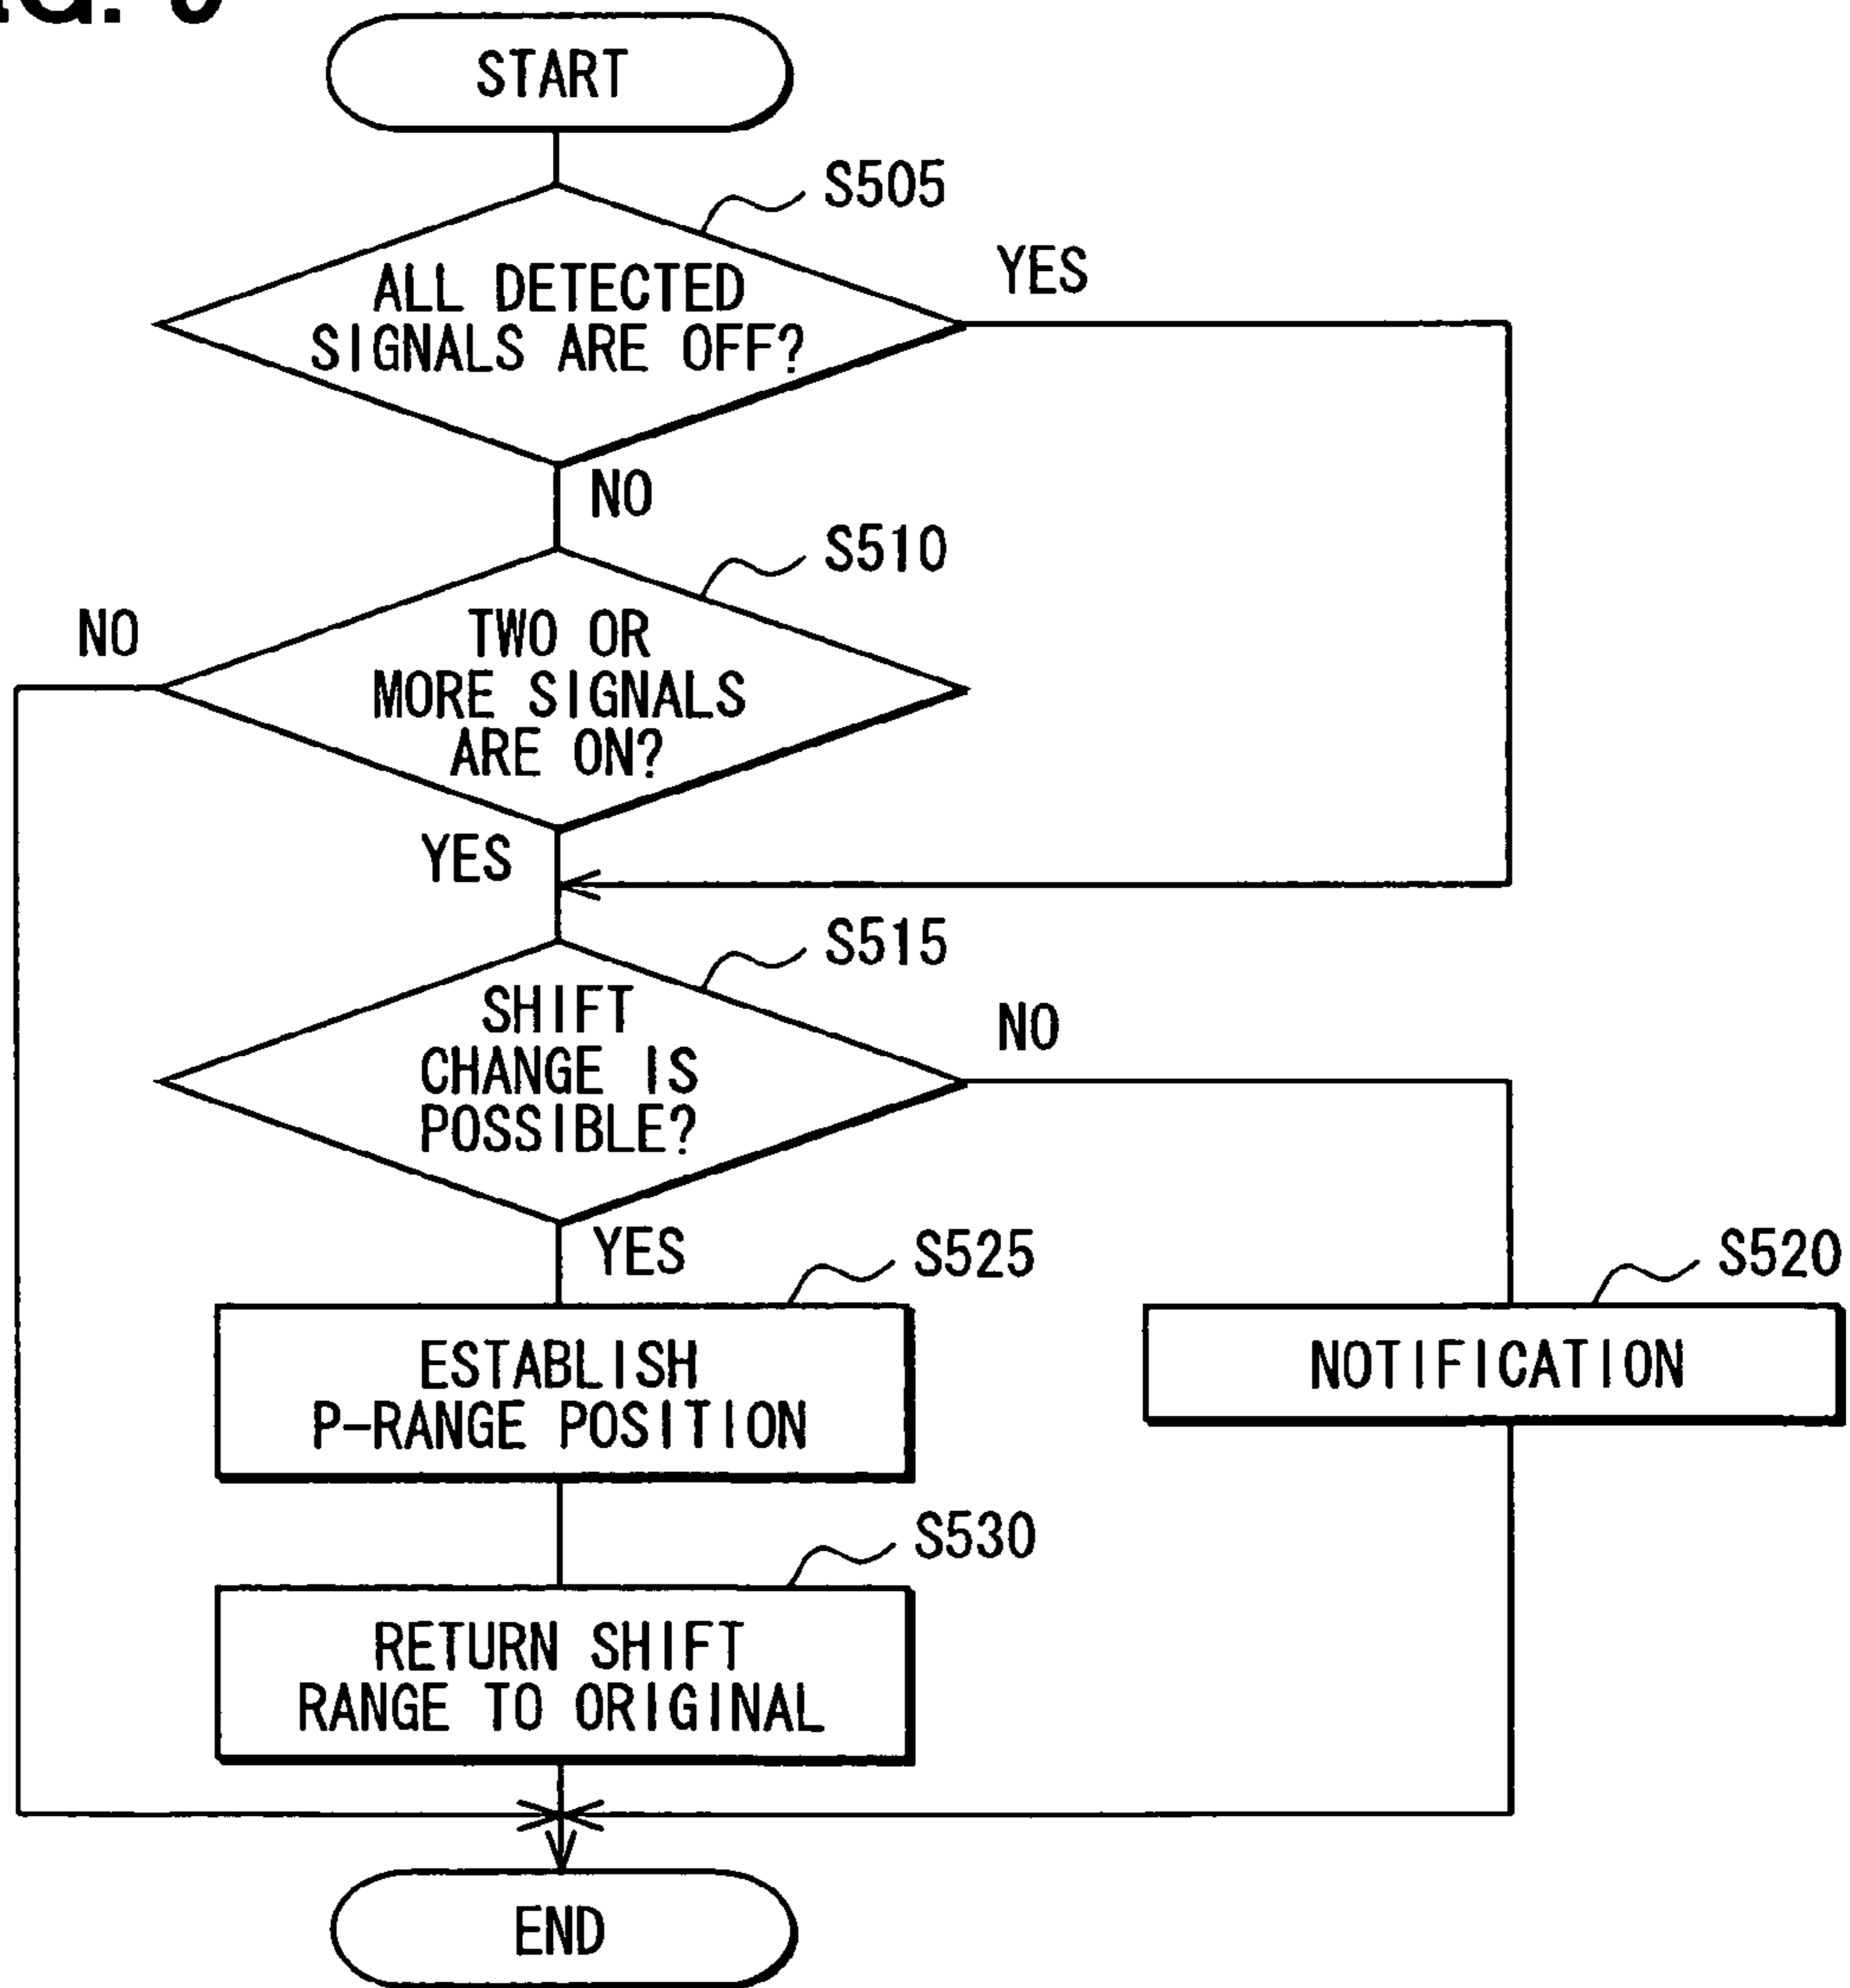 START
S505
YES
ALL DETECTED
SIGNALS ARE OFF?
NO
S510
NO
TWO OR
MORE SIGNALS
ARE ON?
YES
S515
SHIFT
CHANGE IS
POSSIBLE?
NO
YES
S525
S520
ESTABLISH
P-RANGE POSITION
NOTIFICATION
S530
RETURN SHIFT
RANGE TO ORIGINAL
END